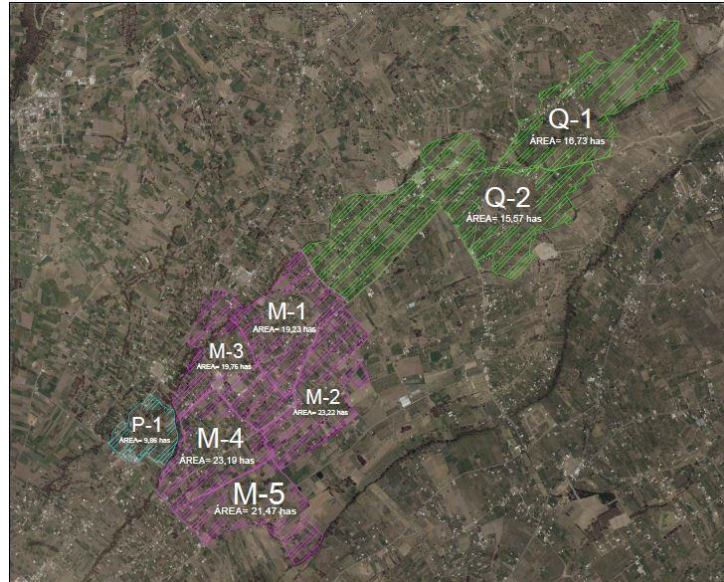 Q-1
ÁREA= 16,73 has
Q-2
ÁREA= 15,57 has
M-1
ÁREA= 19,23 has
M-3
ÁREA= 19,76 has
M-2
ÁREA= 23,22 has
P-1
ÁREA= 9,86 has
M-4
ÁREA= 23,19 has
M-5
ÁREA= 21,47 has